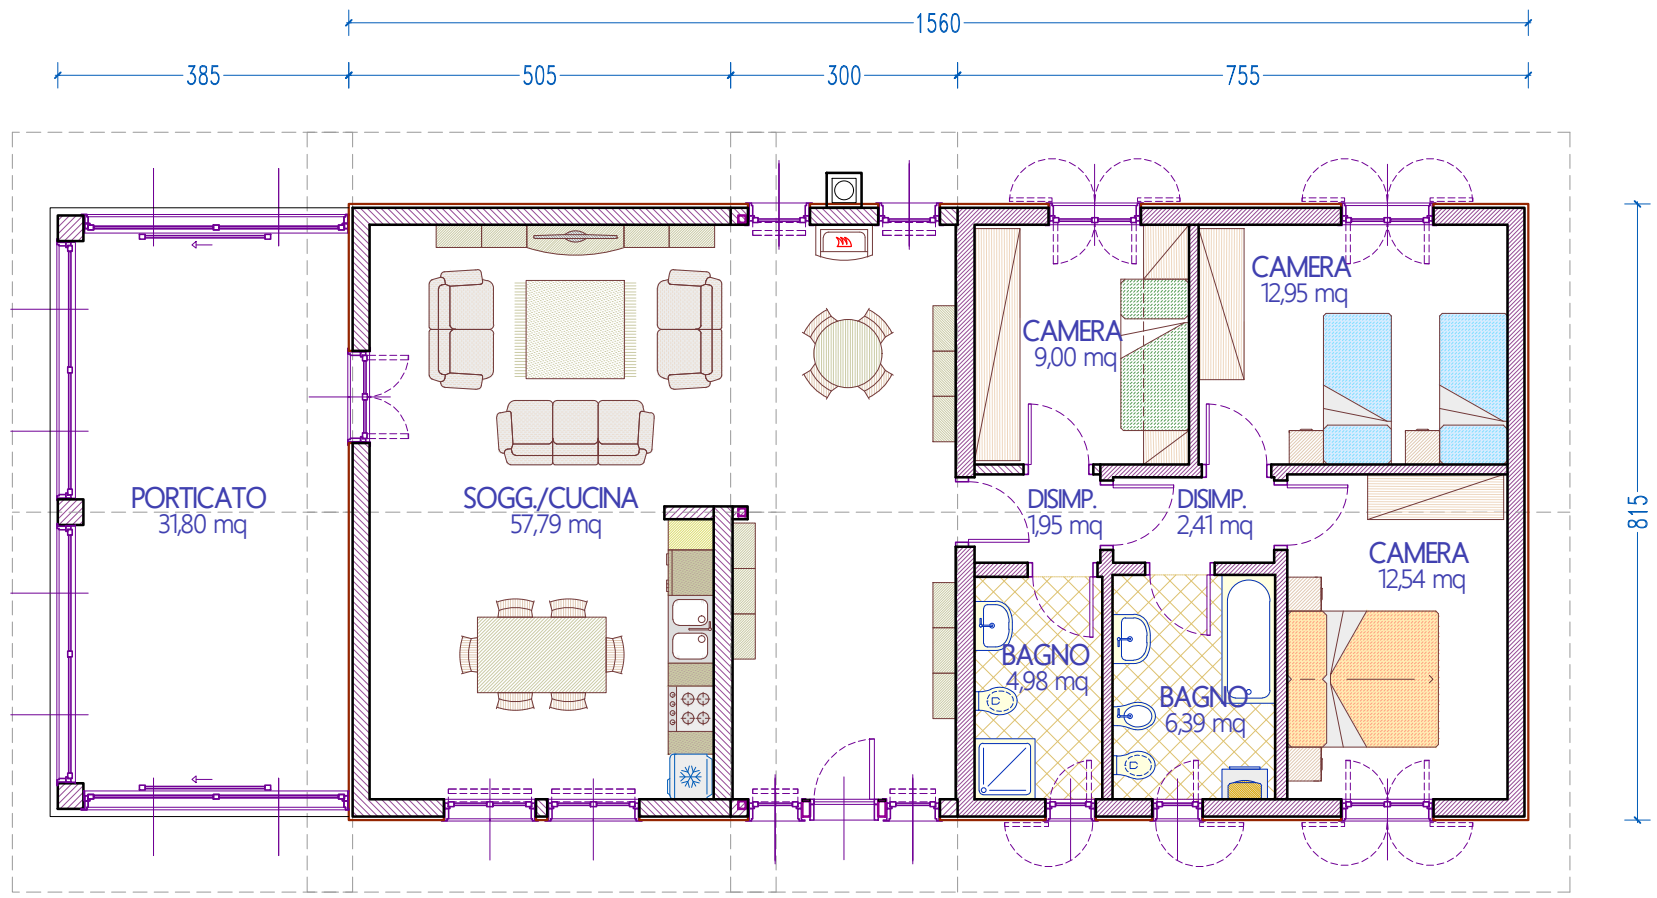 1560
385
505
300
755
CAMERA
12,95 mq
CAMERA
9,00 mq
PORTICATO
31,80 mq
SOGG./CUCINA
57,79 mq
DISIMP.
1,95 mq
DISIMP.
2,41 mq
815
CAMERA
12,54 mq
BAGNO
4,98 mq
BAGNO
6,39 mq